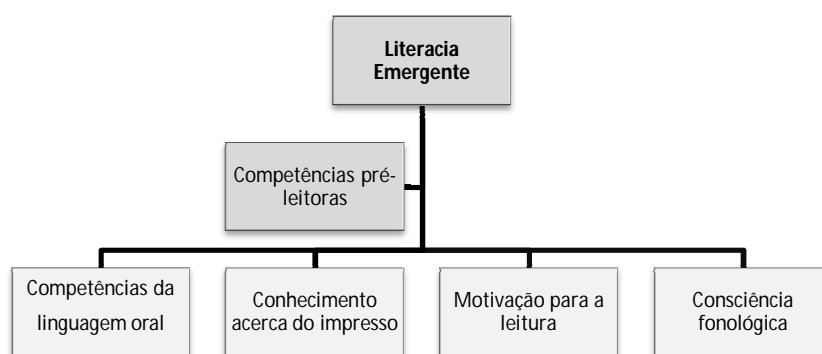 Literacia
Emergente
Competências pré-
leitoras
Competências da
linguagem oral
Conhecimento
acerca do impresso
Motivação para a
leitura
Consciência
fonológica